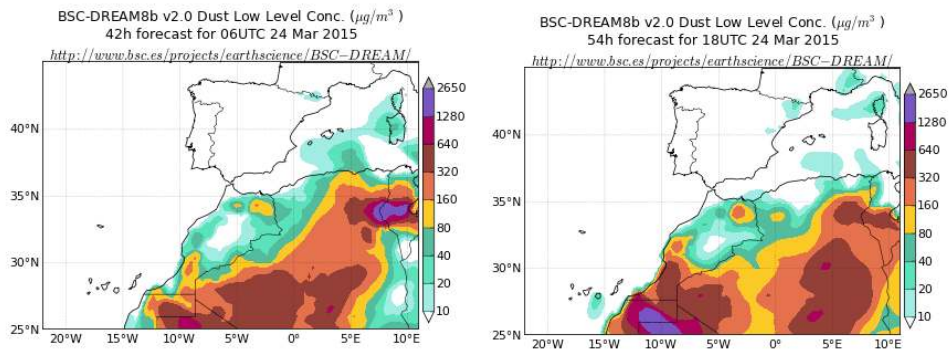 BSC-DREAM8b v2.0 Dust Low Level Conc. (μg/m³)
42h forecast for 06UTC 24 Mar 2015
http://www.bsc.es/projects/earthscience/BSC−DREAM/
40°N
35°N
30°N
25°N
20°W
15°W
10°W
5°W
0°E
5°E
10°E
2650
1280
640
320
160
80
40
20
10
BSC-DREAM8b v2.0 Dust Low Level Conc. (μg/m³)
54h forecast for 18UTC 24 Mar 2015
http://www.bsc.es/projects/earthscience/BSC−DREAM/
40°N
35°N
30°N
25°N
20°W
15°W
10°W
5°W
0°E
5°E
10°E
2650
1280
640
320
160
80
40
20
10